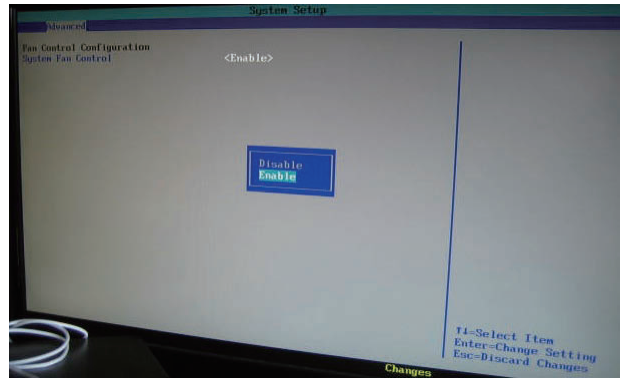 System Setup
Advanced
Fan Control Configuration
System Fan Control <Enable>
Disable
Enable
↑↓=Select Item
Enter=Change Setting
Esc=Discard Changes
Changes